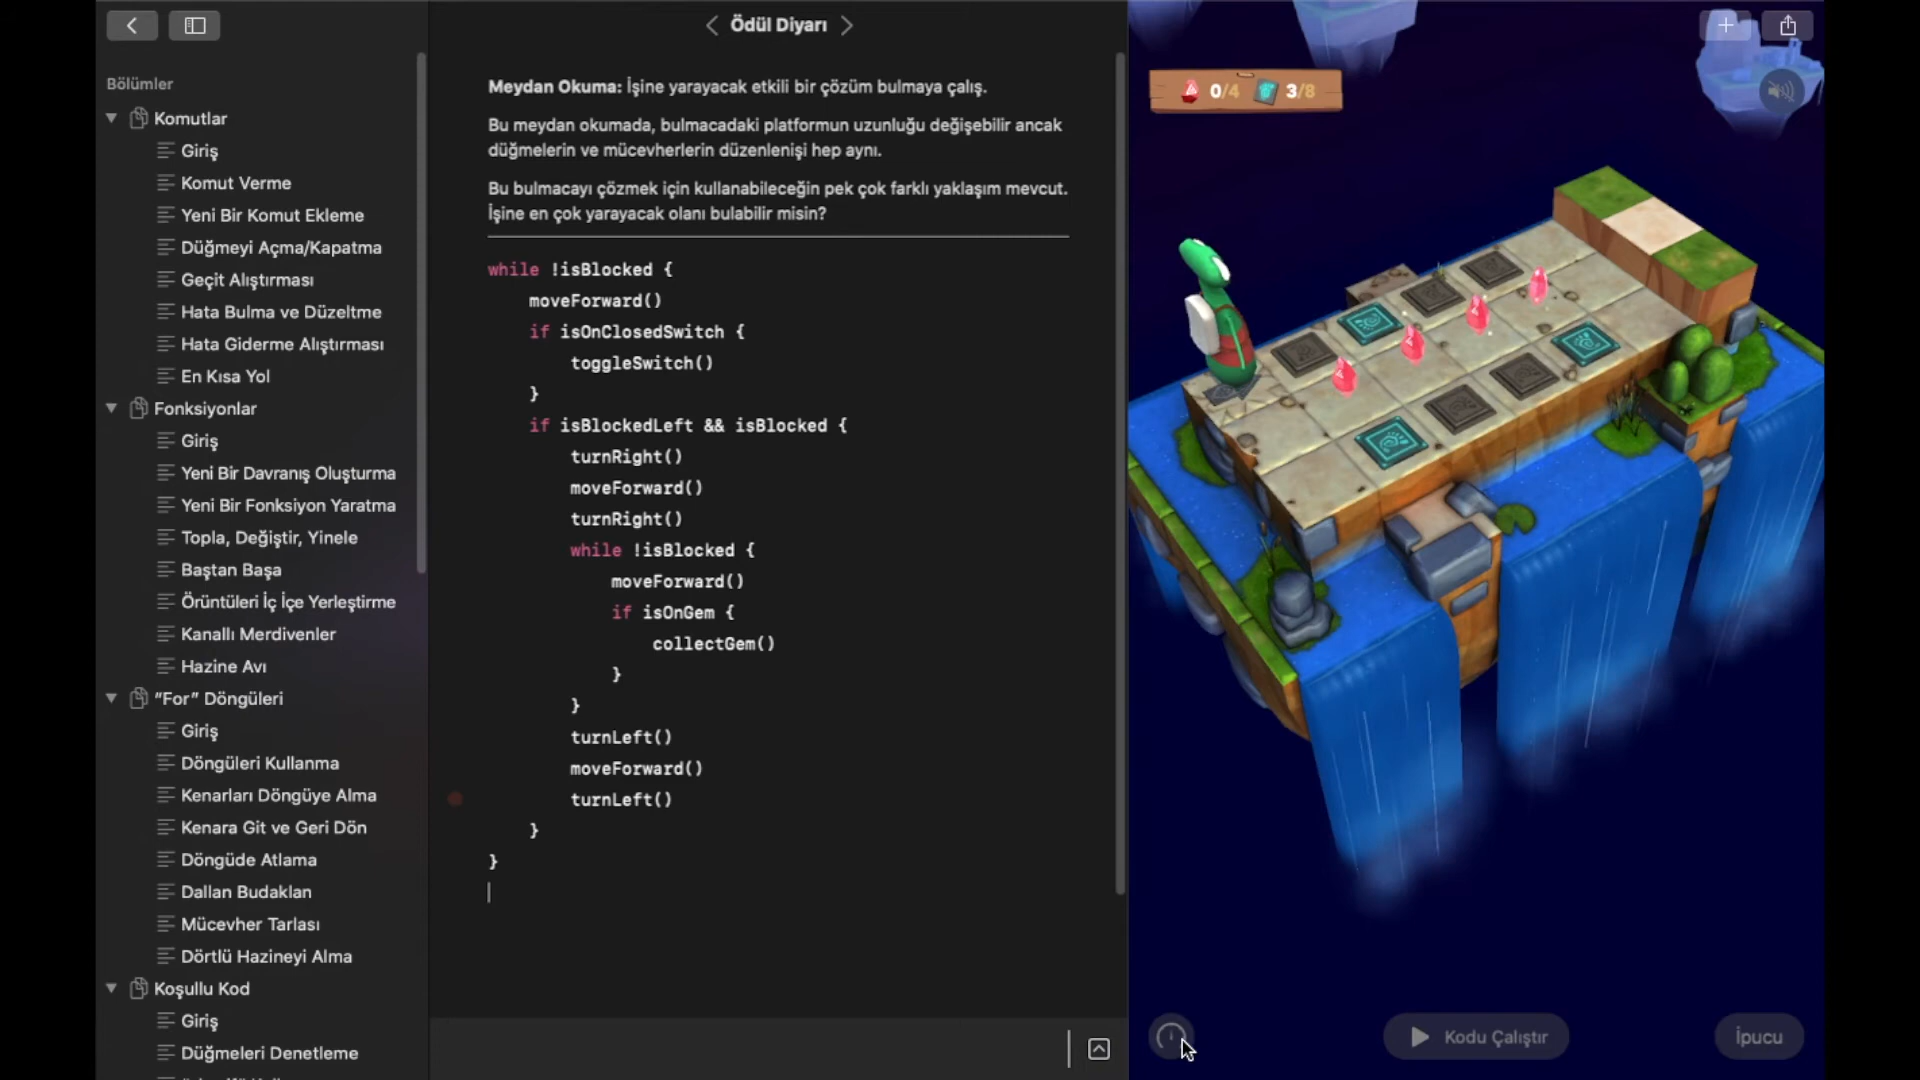 Ödül Diyarı
Bölümler
Komutlar
Giriş
Komut Verme
Yeni Bir Komut Ekleme
Düğmeyi Açma/Kapatma
Geçit Alıştırması
Hata Bulma ve Düzeltme
Hata Giderme Alıştırması
En Kısa Yol
Fonksiyonlar
Giriş
Yeni Bir Davranış Oluşturma
Yeni Bir Fonksiyon Yaratma
Topla, Değiştir, Yinele
Baştan Başa
Örüntüleri İç İçe Yerleştirme
Kanallı Merdivenler
Hazine Avı
"For" Döngüleri
Giriş
Döngüleri Kullanma
Kenarları Döngüye Alma
Kenara Git ve Geri Dön
Döngüde Atlama
Dallan Budaklan
Mücevher Tarlası
Dörtlü Hazineyi Alma
Koşullu Kod
Giriş
Düğmeleri Denetleme
Meydan Okuma: İşine yarayacak etkili bir çözüm bulmaya çalış.
Bu meydan okumada, bulmacadaki platformun uzunluğu değişebilir ancak
düğmelerin ve mücevherlerin düzenlenişi hep aynı.
Bu bulmacayı çözmek için kullanabileceğin pek çok farklı yaklaşım mevcut.
İşine en çok yarayacak olanı bulabilir misin?
while !isBlocked {
    moveForward()
    if isOnClosedSwitch {
        toggleSwitch()
    }
    if isBlockedLeft && isBlocked {
        turnRight()
        moveForward()
        turnRight()
        while !isBlocked {
            moveForward()
            if isOnGem {
                collectGem()
            }
        }
        turnLeft()
        moveForward()
        turnLeft()
    }
}
0/4 3/8
Kodu Çalıştır
İpucu